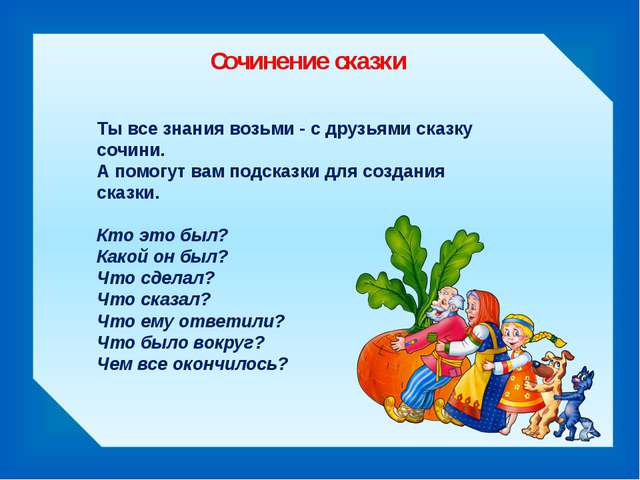 Сочинение сказки
Ты все знания возьми - с друзьями сказку
сочини.
А помогут вам подсказки для создания
сказки.
Кто это был?
Какой он был?
Что сделал?
Что сказал?
Что ему ответили?
Что было вокруг?
Чем все окончилось?